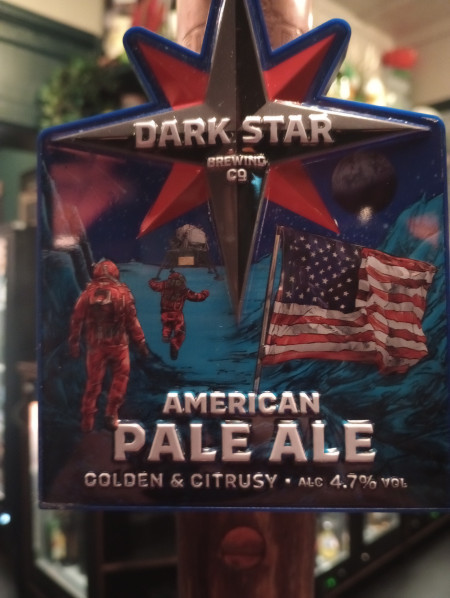 DARK STAR
BREWING
CO
AMERICAN
PALE ALE
GOLDEN & CITRUSY • ALC 4.7% VOL